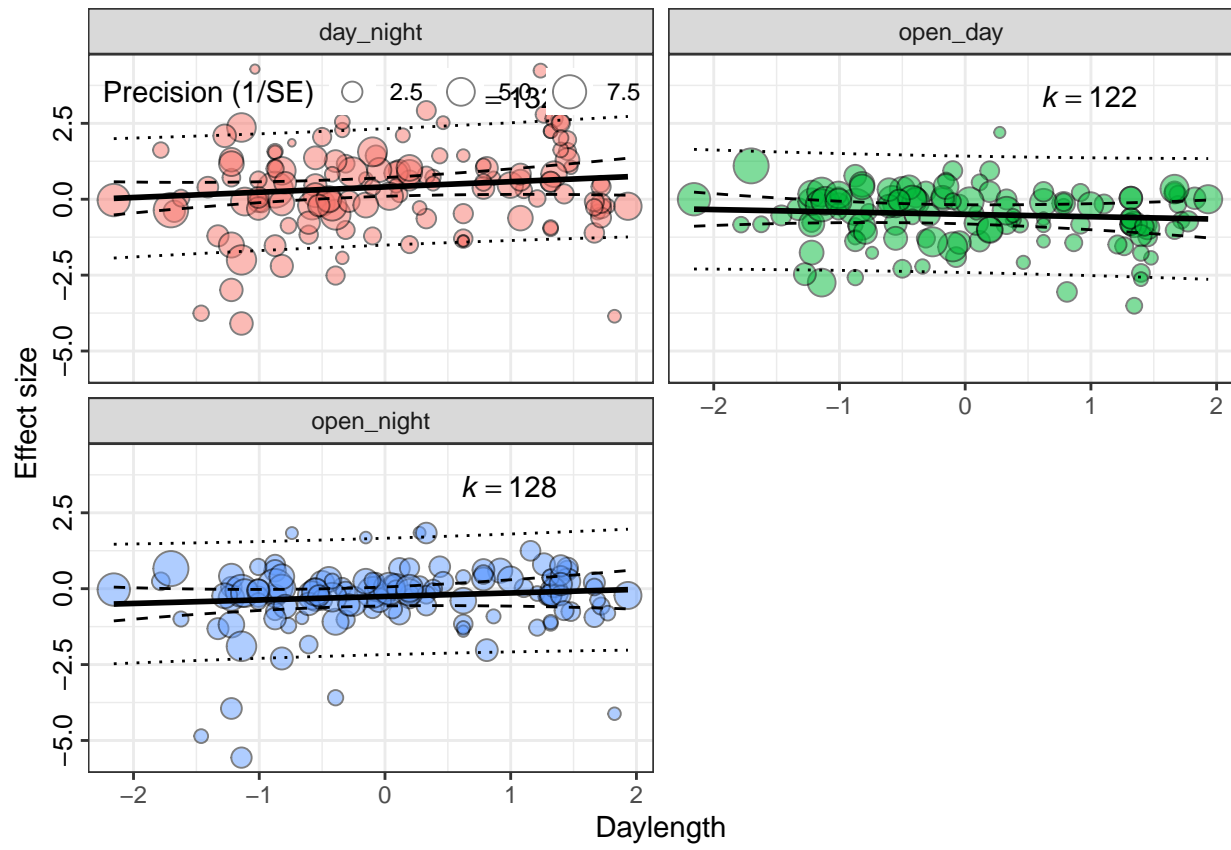 day_night
open_day
Precision (1/SE) 2.5 5.0 7.5
k = 122
2.5
0.0
−2.5
−5.0
−2 −1 0 1 2
open_night
k = 128
2.5
0.0
−2.5
−5.0
−2 −1 0 1 2
Effect size
Daylength